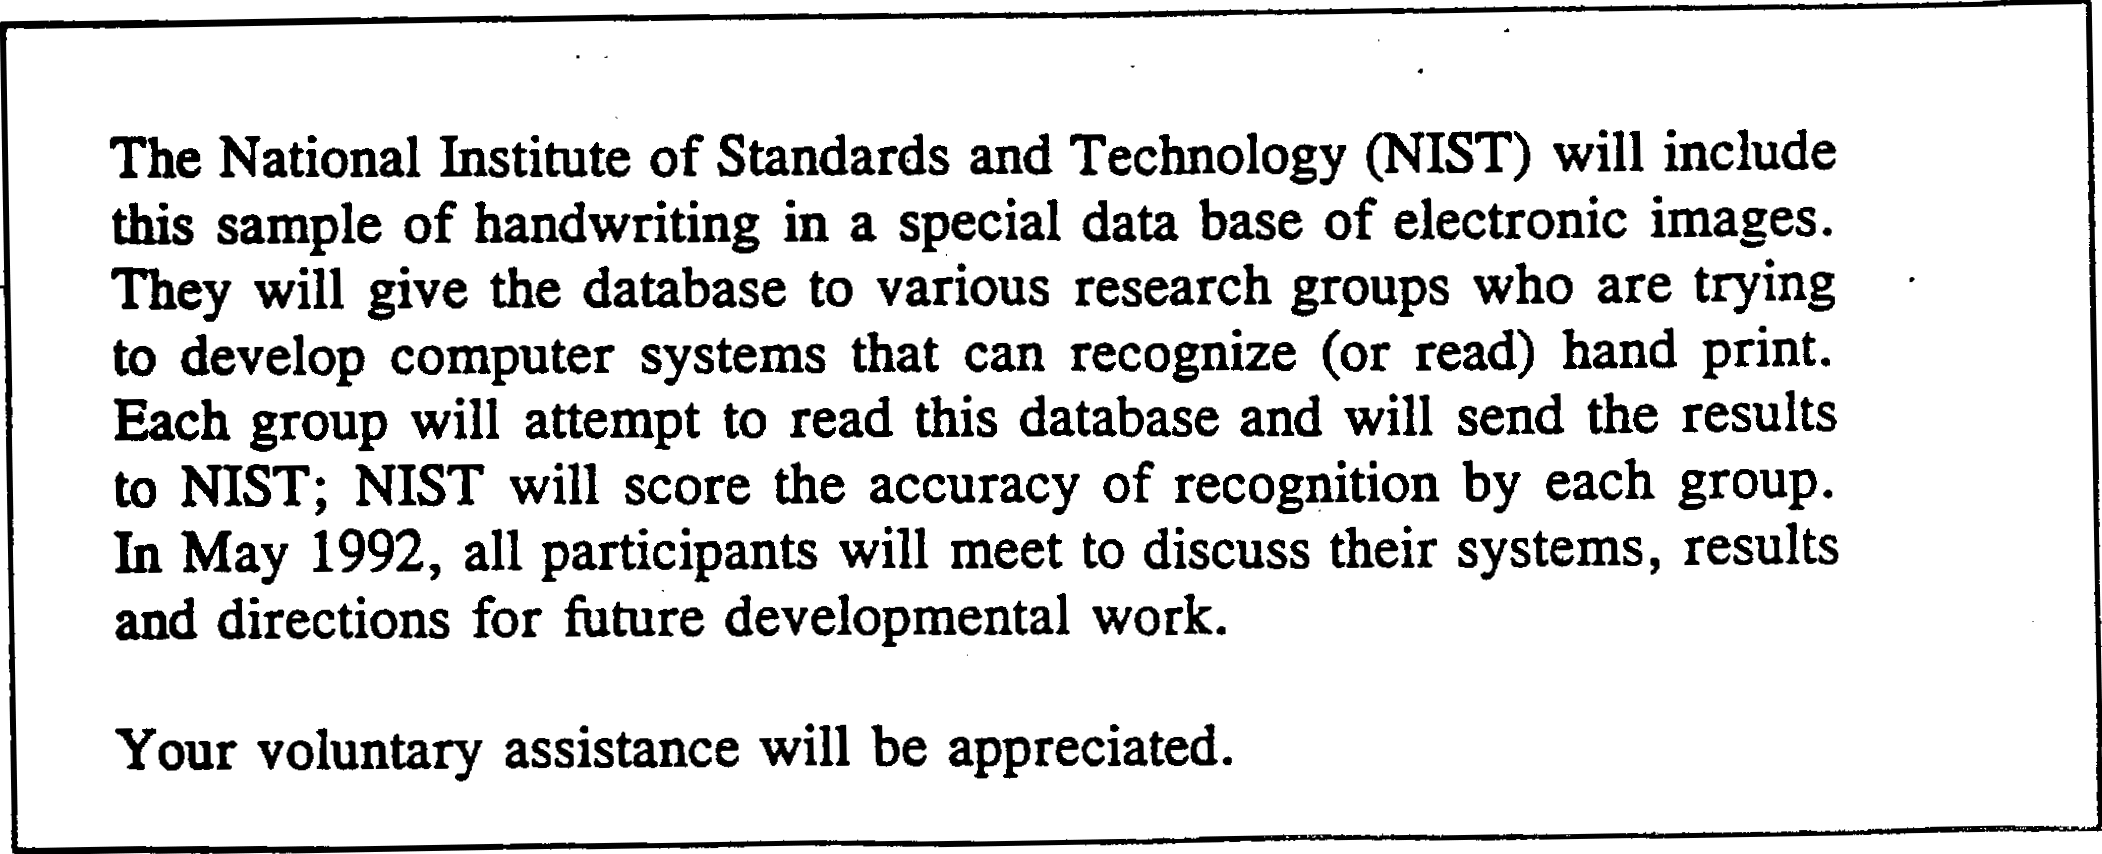 The National Institute of Standards and Technology (NIST) will include
this sample of handwriting in a special data base of electronic images.
They will give the database to various research groups who are trying
to develop computer systems that can recognize (or read) hand print.
Each group will attempt to read this database and will send the results
to NIST; NIST will score the accuracy of recognition by each group.
In May 1992, all participants will meet to discuss their systems, results
and directions for future developmental work.
Your voluntary assistance will be appreciated.